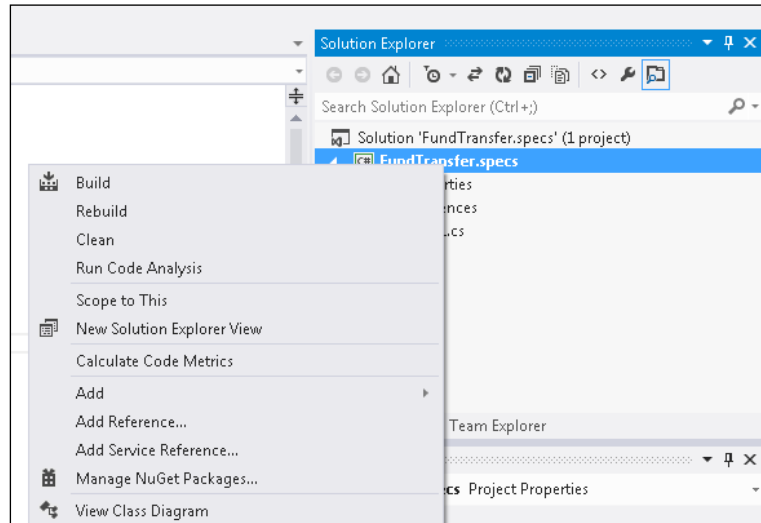 Solution Explorer
Search Solution Explorer (Ctrl+;)
Solution 'FundTransfer.specs' (1 project)
C# FundTransfer.specs
Build
rties
Rebuild
ences
.cs
Clean
Run Code Analysis
Scope to This
New Solution Explorer View
Calculate Code Metrics
Add
Add Reference...
Team Explorer
Add Service Reference...
Manage NuGet Packages...
cs Project Properties
View Class Diagram